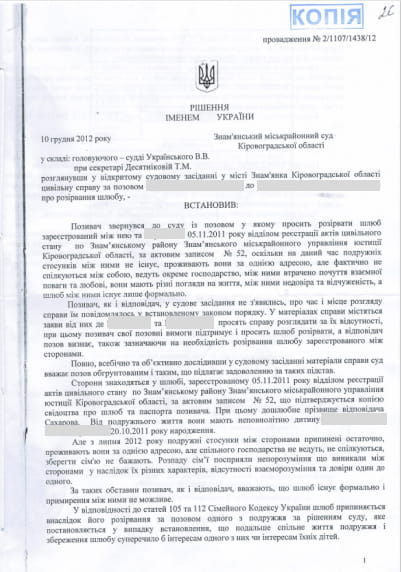 КОПІЯ
26
провадження № 2/1107/1438/12
РІШЕННЯ
ІМЕНЕМ УКРАЇНИ
10 грудня 2012 року Знам'янський міськрайонний суд
Кіровоградської області
у складі: головуючого – судді Українського В.В.
при секретарі Десятніковій Т.М.
розглянувши у відкритому судовому засіданні у місті Знам'янка Кіровоградської області
цивільну справу за позовом до
про розірвання шлюбу, -
ВСТАНОВИВ:
Позивач звернувся до суду із позовом у якому просить розірвати шлюб
зареєстрований між нею та 05.11.2011 року відділом реєстрації актів цивільного
стану по Знам'янському району Знам'янського міськрайонного управління юстиції
Кіровоградської області, за актовим записом № 52, оскільки на даний час подружніх
стосунків між ними не існує, проживають вони за однією адресою, але фактично не
спілкуються між собою, ведуть окреме господарство, між ними втрачено почуття взаємної
поваги та любові, вони мають різні погляди на життя, між ними недовіра та відчуженість, а
шлюб між ними існує лише формально.
Позивач, як і відповідач, у судове засідання не з'явились, про час і місце розгляду
справи їм повідомлялось у встановленому законом порядку. У матеріалах справи містяться
заяви від них де та просять справу розглядати за їх відсутності,
при цьому позивач свої позовні вимоги підтримує і просить шлюб розірвати, а відповідач
позов визнає, також зазначаючи на необхідність розірвання шлюбу зареєстрованого між
сторонами.
Повно, всебічно та об'єктивно дослідивши у судовому засіданні матеріали справи суд
вважає позов обґрунтованим і таким, що підлягає задоволенню за таких підстав.
Сторони знаходяться у шлюбі, зареєстрованому 05.11.2011 року відділом реєстрації
актів цивільного стану по Знам'янському району Знам'янського міськрайонного управління
юстиції Кіровоградської області, за актовим записом № 52, що підтверджується копією
свідоцтва про шлюб та паспорта позивача. При цьому дошлюбне прізвище відповідача
Сахарова. Від подружнього життя вони мають неповнолітню дитину
20.10.2011 року народження.
Але з липня 2012 року подружні стосунки між сторонами припинені остаточно,
проживають вони за однією адресою, але спільного господарства не ведуть, не спілкуються,
зберегти сім'ю не бажають. Розпаду сім'ї посприяли непорозуміння що виникали між
сторонами у наслідок їх різних характерів, відсутності взаєморозуміння та довіри один до
одного.
За таких обставин позивач, як і відповідач, вважають, що шлюб існує формально і
примирення між ними не можливе.
У відповідності до статей 105 та 112 Сімейного Кодексу України шлюб припиняється
внаслідок його розірвання за позовом одного з подружжя за рішенням суду, яке
постановляється у випадку встановлення, що подальше спільне життя подружжя і
збереження шлюбу суперечило б інтересам одного з них чи інтересам їхніх дітей.
1